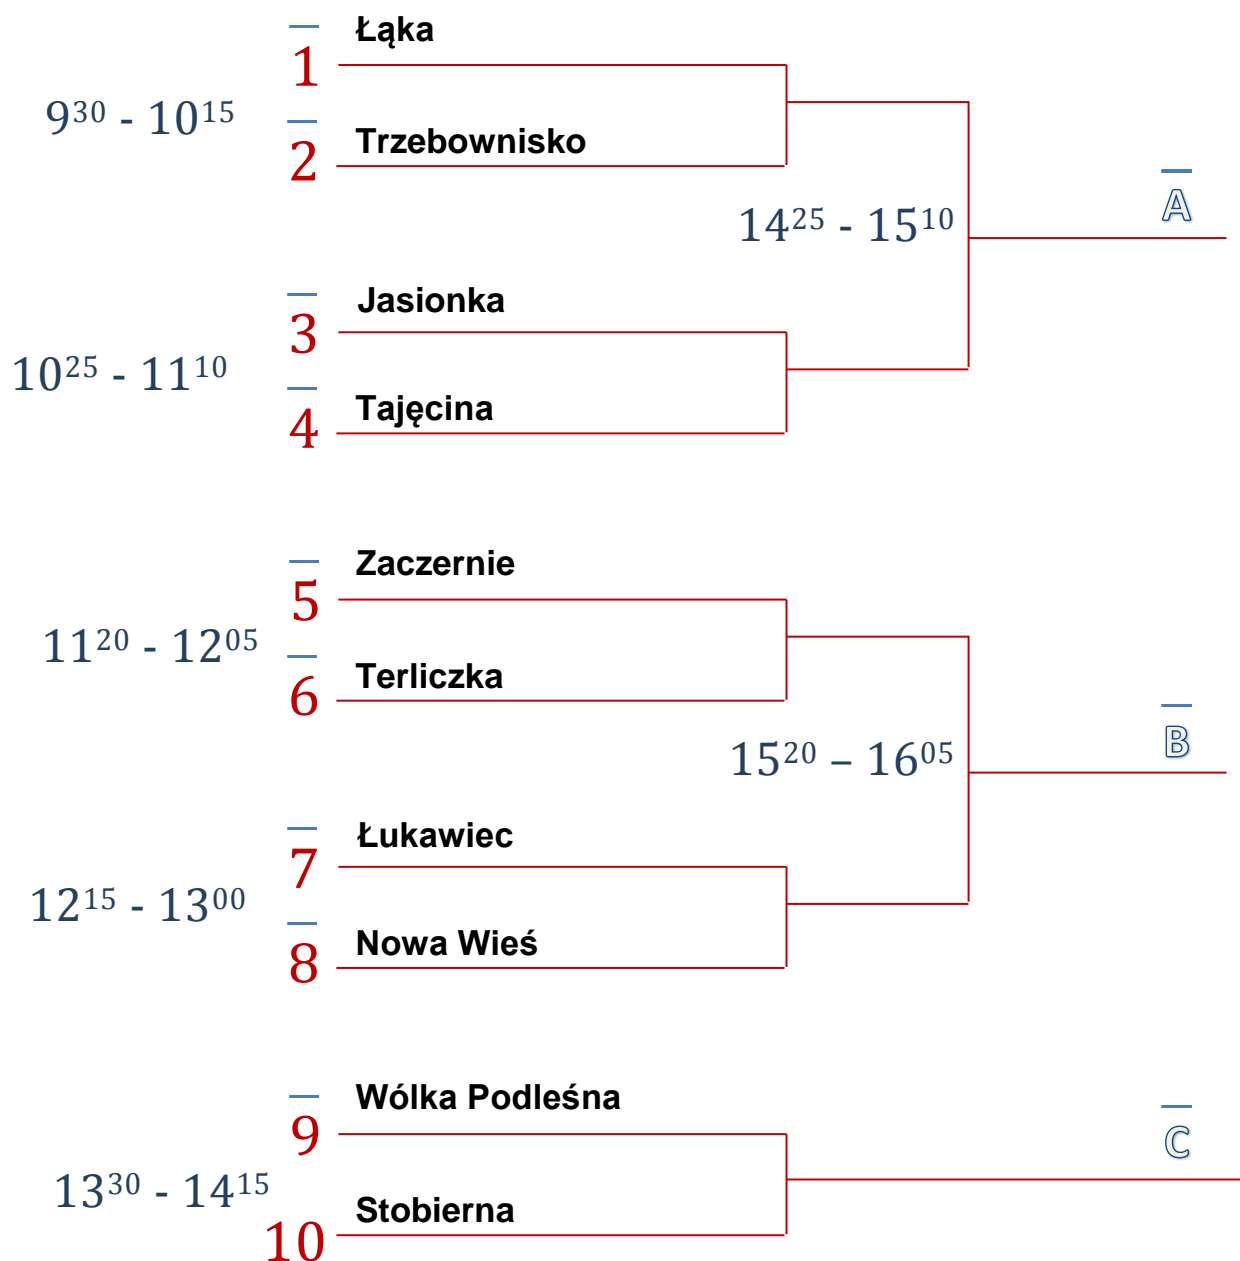 Łąka
1
9³⁰ - 10¹⁵
Trzebownisko
2
A
14²⁵ - 15¹⁰
Jasionka
3
10²⁵ - 11¹⁰
Tajęcina
4
Zaczernie
5
11²⁰ - 12⁰⁵
Terliczka
6
B
15²⁰ – 16⁰⁵
Łukawiec
7
12¹⁵ - 13⁰⁰
Nowa Wieś
8
Wólka Podleśna
9
C
13³⁰ - 14¹⁵
Stobierna
10